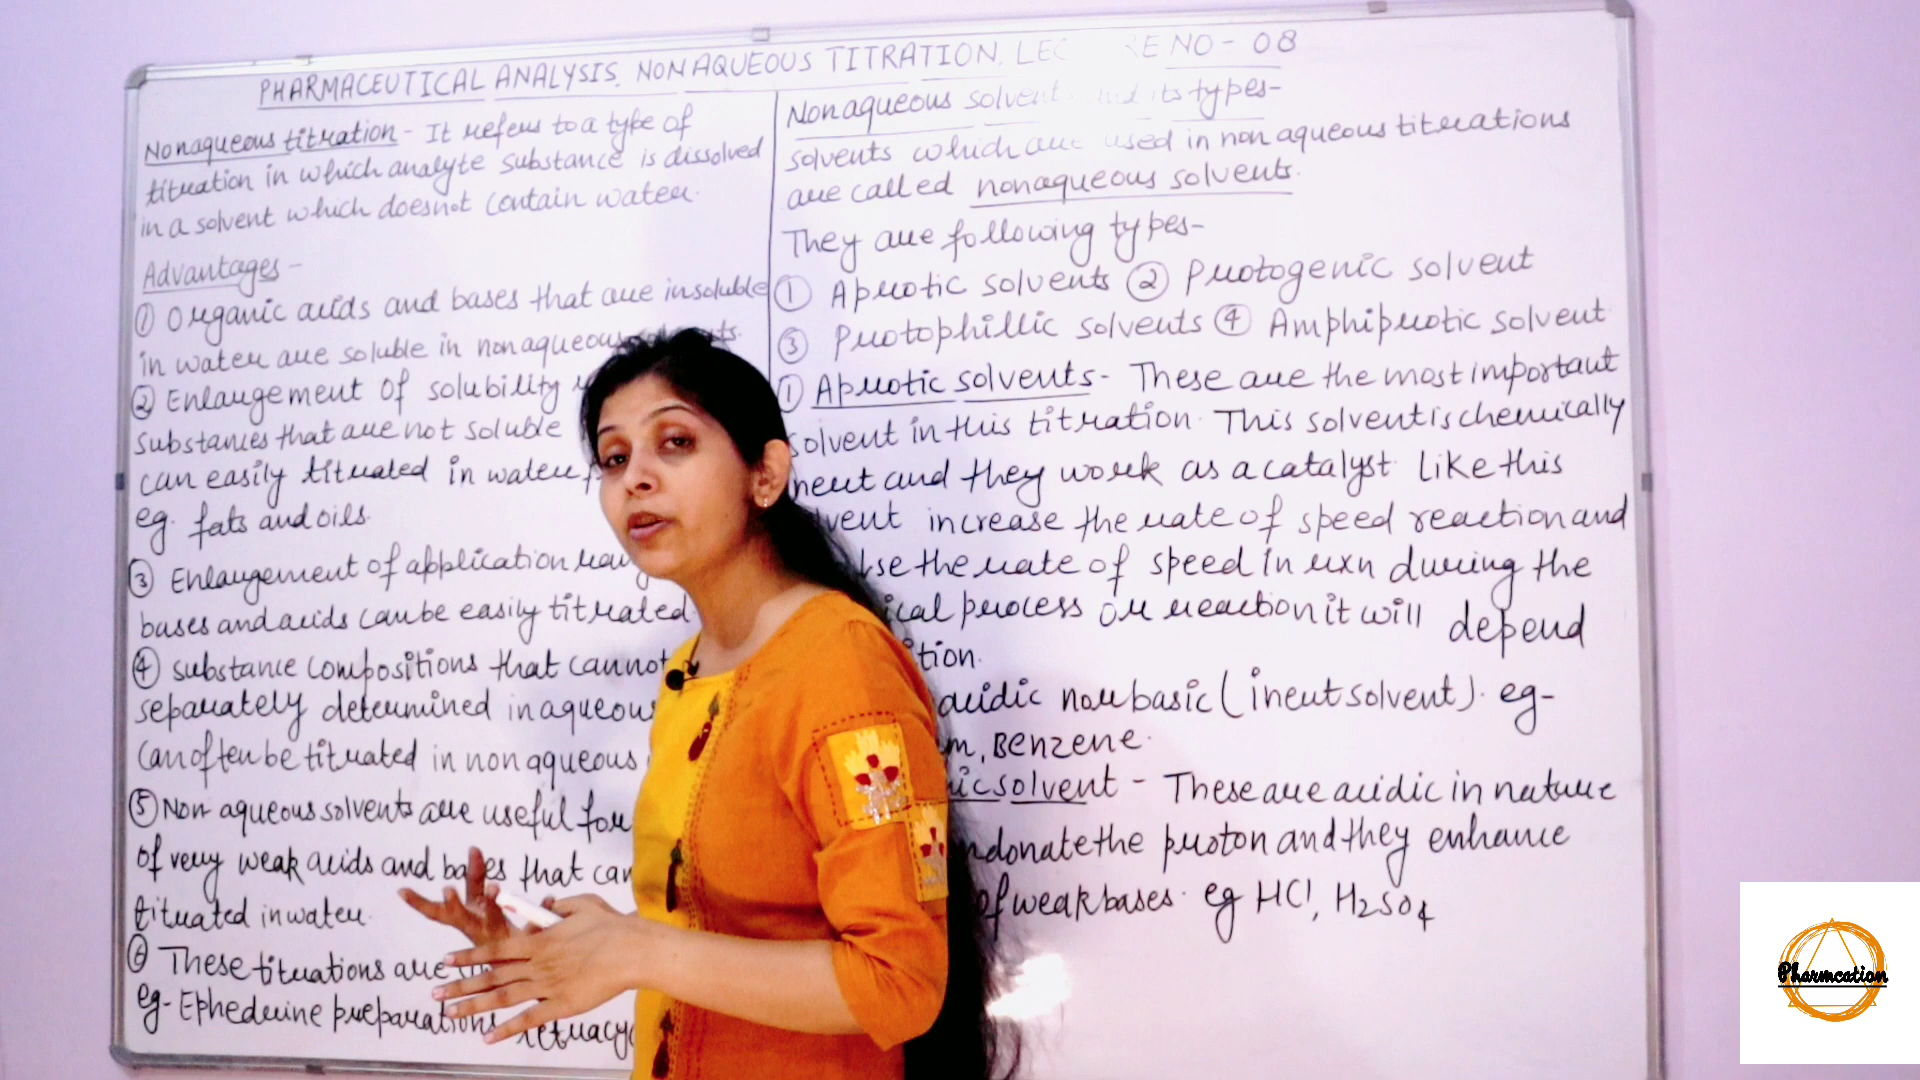 PHARMACEUTICAL ANALYSIS. NONAQUEOUS TITRATION. LEC RE NO - 08
Nonaqueous titration - It refers to a type of
titration in which analyte substance is dissolved
in a solvent which doesnot contain water.
Advantages -
① Organic acids and bases that are insoluble
in water are soluble in nonaqueous
② Enlargement of solubility
substances that are not soluble
can easily titrated in water,
eg. fats and oils.
③ Enlargement of application
bases and acids can be easily titrated
④ substance compositions that cannot
separately determined in aqueous
can often be titrated in non aqueous
⑤ Non aqueous solvents are useful for
of very weak acids and bases that can
titrated in water.
⑥ These titrations are
eg- Ephedrine preparations
Nonaqueous solvent its types-
solvents which are used in non aqueous titrations
are called nonaqueous solvents.
They are following types-
① Aprotic solvents ② Protogenic solvent
③ Protophillic solvents ④ Amphiprotic solvent
① Aprotic solvents - These are the most important
solvent in this titration. This solvent is chemically
inert and they work as a catalyst. Like this
increase the rate of speed reaction and
the rate of speed in rxn during the
process or reaction it will depend
acidic nor basic (inert solvent). eg-
Benzene.
solvent - These are acidic in nature
donate the proton and they enhance
of weak bases. eg HCl, H2SO4
Pharmcation